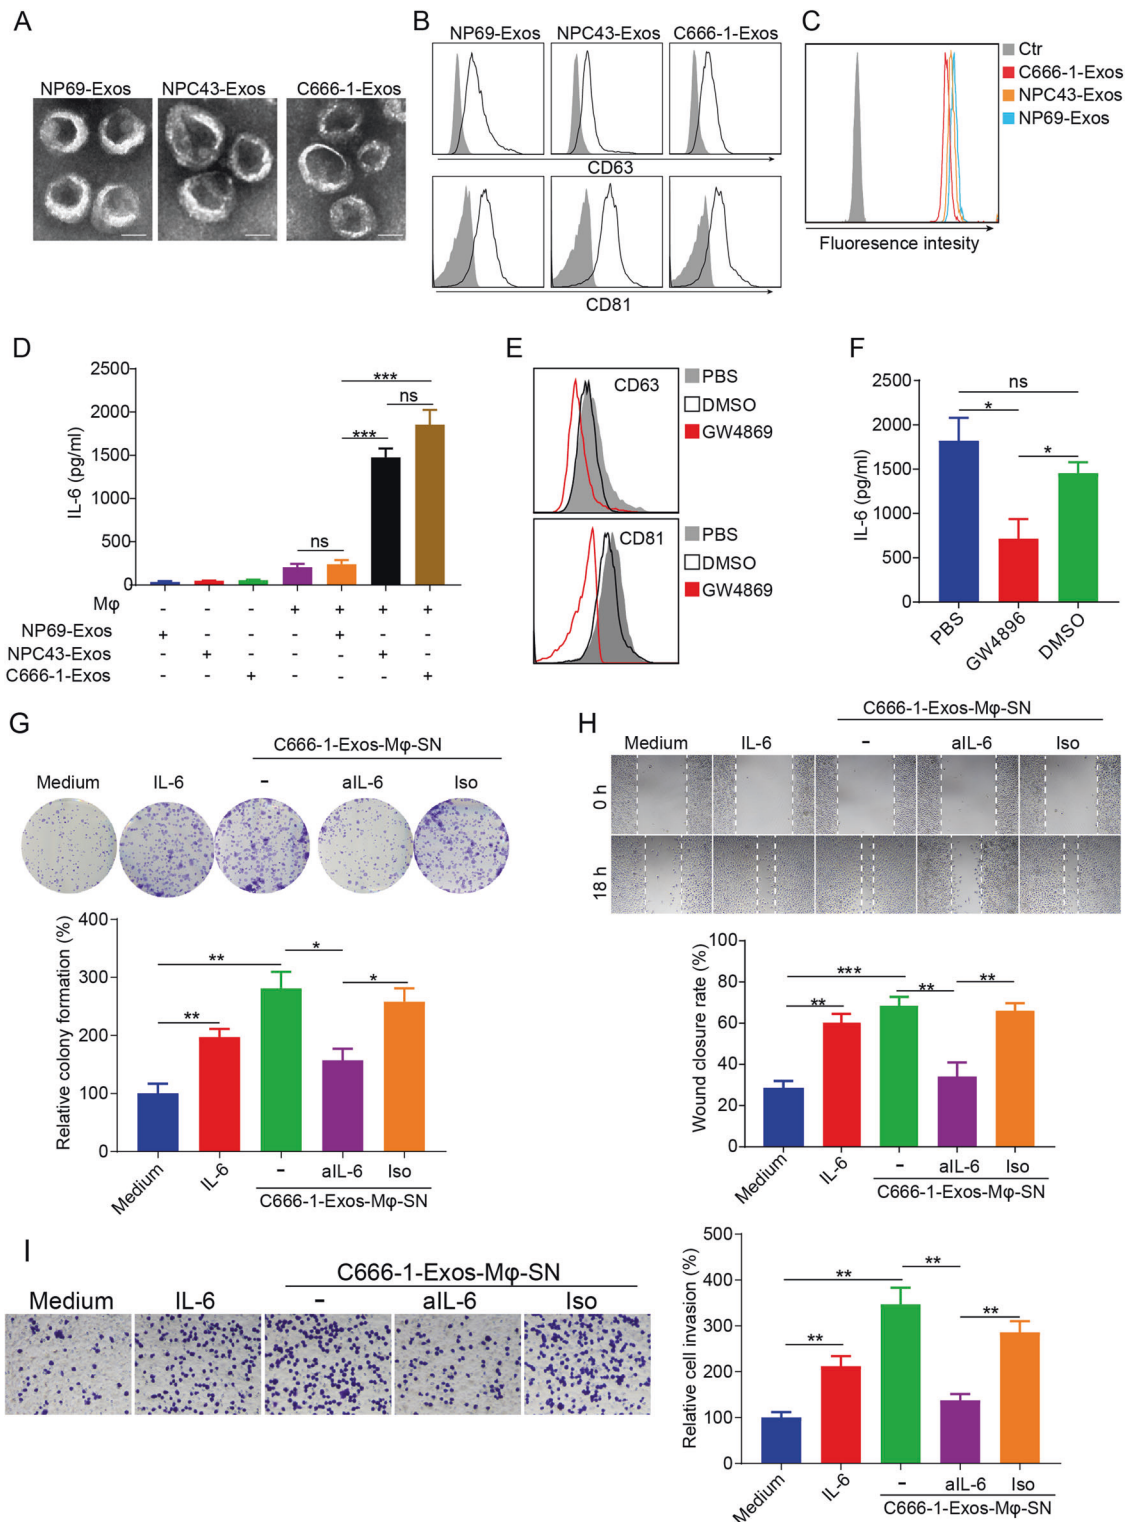 A
NP69-Exos NPC43-Exos C666-1-Exos
B
NP69-Exos NPC43-Exos C666-1-Exos
CD63
CD81
C
Ctr
C666-1-Exos
NPC43-Exos
NP69-Exos
Fluoresence intesity
D
IL-6 (pg/ml)
2500
2000
1500
1000
500
0
ns
***
***
ns
Mφ - - - + + + +
NP69-Exos + - - - + - -
NPC43-Exos - + - - - + -
C666-1-Exos - - + - - - +
E
CD63
PBS
DMSO
GW4869
CD81
PBS
DMSO
GW4869
F
IL-6 (pg/ml)
2500
2000
1500
1000
500
0
ns
*
*
PBS GW4896 DMSO
G
C666-1-Exos-Mφ-SN
Medium IL-6 - aIL-6 Iso
Relative colony formation (%)
400
300
200
100
0
**
**
*
*
Medium IL-6 - aIL-6 Iso
C666-1-Exos-Mφ-SN
H
C666-1-Exos-Mφ-SN
Medium IL-6 - aIL-6 Iso
0 h
18 h
Wound closure rate (%)
100
80
60
40
20
0
***
**
**
**
Medium IL-6 - aIL-6 Iso
C666-1-Exos-Mφ-SN
I
C666-1-Exos-Mφ-SN
Medium IL-6 - aIL-6 Iso
Relative cell invasion (%)
500
400
300
200
100
0
**
**
**
**
Medium IL-6 - aIL-6 Iso
C666-1-Exos-Mφ-SN